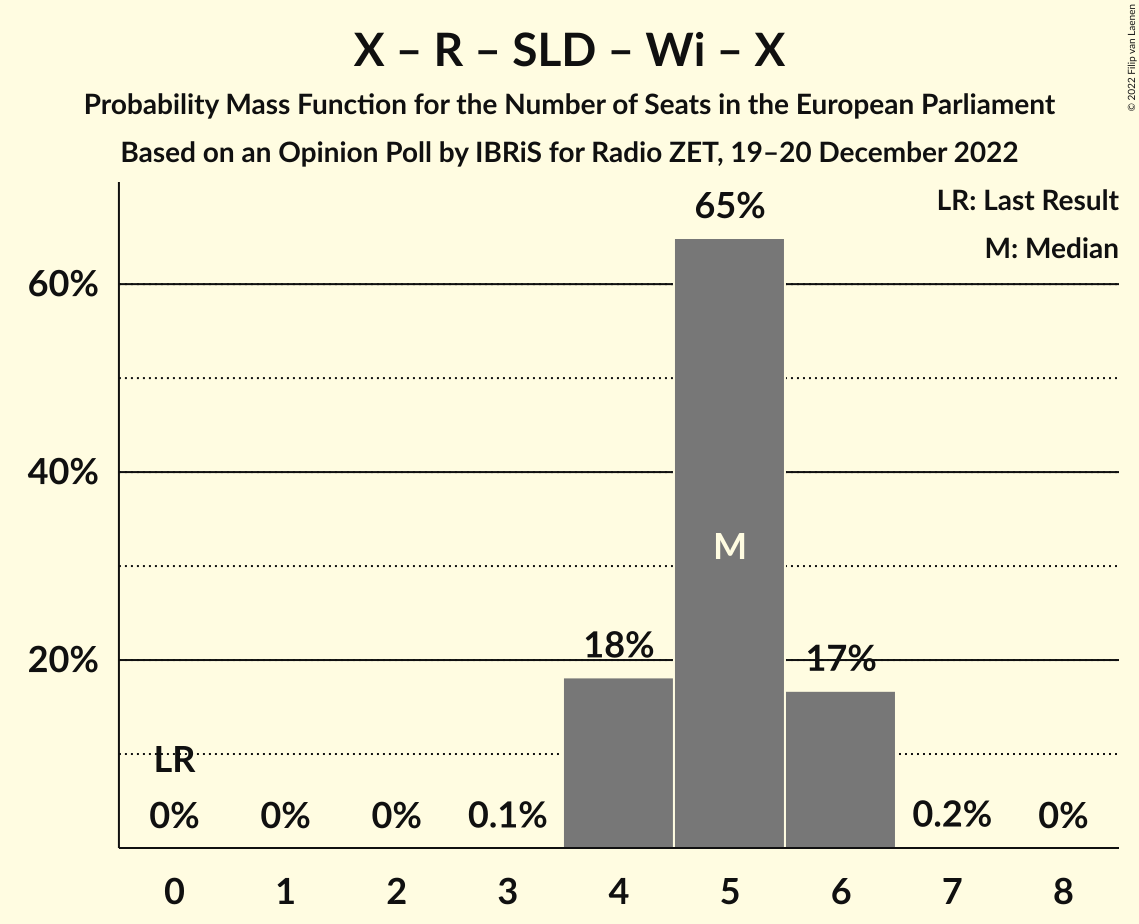 X – R – SLD – Wi – X
Probability Mass Function for the Number of Seats in the European Parliament
Based on an Opinion Poll by IBRiS for Radio ZET, 19–20 December 2022
© 2022 Filip van Laenen
LR: Last Result
M: Median
60%
40%
20%
65%
M
18%
17%
LR
0%
0%
0%
0.1%
0.2%
0%
0 1 2 3 4 5 6 7 8